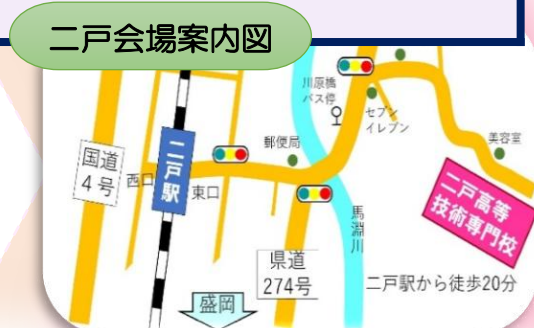 二戸会場案内図
川原橋
バス停
セブン
イレブン
郵便局
美容室
国道
4号
西口
二戸駅
東口
二戸高等
技術専門校
馬淵川
県道
274号
二戸駅から徒歩20分
盛岡